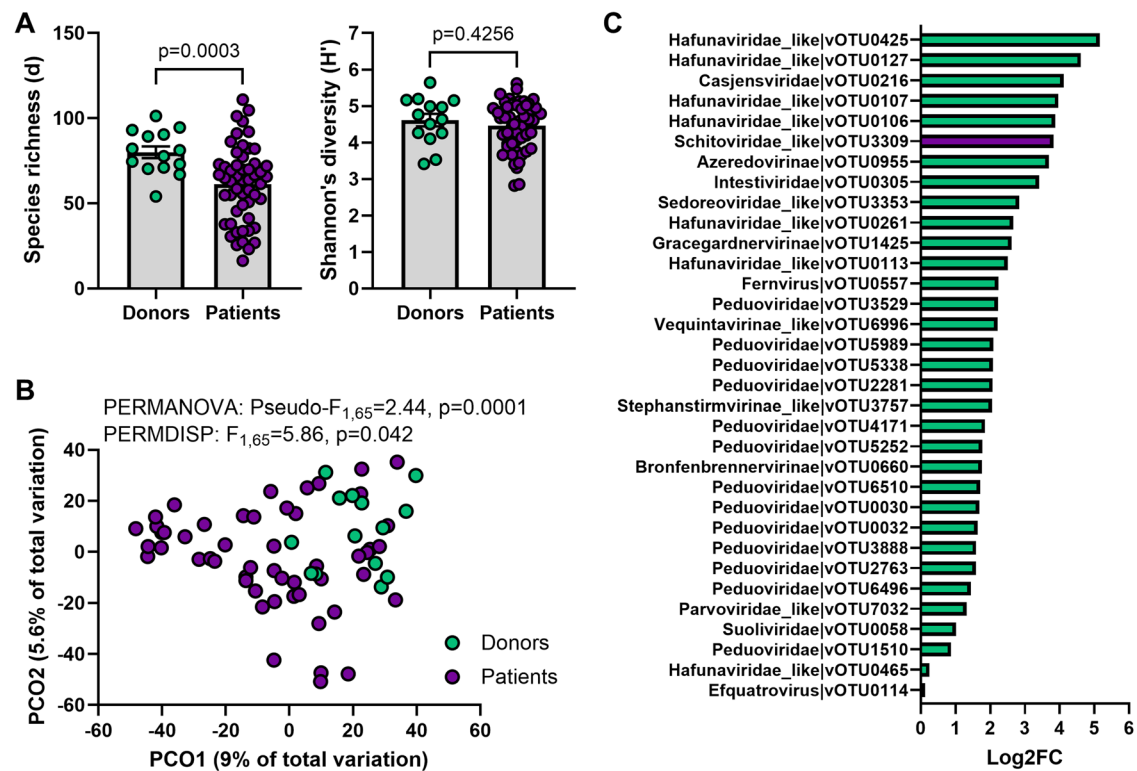 A
Species richness (d)
150
100
50
0
p=0.0003
Donors Patients
Shannon's diversity (H')
7
6
5
4
3
2
1
0
p=0.4256
Donors Patients
B
PERMANOVA: Pseudo-F1,65=2.44, p=0.0001
PERMDISP: F1,65=5.86, p=0.042
PCO2 (5.6% of total variation)
40
20
0
-20
-40
-60
-60 -40 -20 0 20 40 60
PCO1 (9% of total variation)
Donors
Patients
C
Hafunaviridae_like|vOTU0425
Hafunaviridae_like|vOTU0127
Casjensviridae|vOTU0216
Hafunaviridae_like|vOTU0107
Hafunaviridae_like|vOTU0106
Schitoviridae_like|vOTU3309
Azeredovirinae|vOTU0955
Intestiviridae|vOTU0305
Sedoreoviridae_like|vOTU3353
Hafunaviridae_like|vOTU0261
Gracegardnervirinae|vOTU1425
Hafunaviridae_like|vOTU0113
Fernvirus|vOTU0557
Peduoviridae|vOTU3529
Vequintavirinae_like|vOTU6996
Peduoviridae|vOTU5989
Peduoviridae|vOTU5338
Peduoviridae|vOTU2281
Stephanstirmvirinae_like|vOTU3757
Peduoviridae|vOTU4171
Peduoviridae|vOTU5252
Bronfenbrennervirinae|vOTU0660
Peduoviridae|vOTU6510
Peduoviridae|vOTU0030
Peduoviridae|vOTU0032
Peduoviridae|vOTU3888
Peduoviridae|vOTU2763
Peduoviridae|vOTU6496
Parvoviridae_like|vOTU7032
Suoliviridae|vOTU0058
Peduoviridae|vOTU1510
Hafunaviridae_like|vOTU0465
Efquatrovirus|vOTU0114
0 1 2 3 4 5 6
Log2FC